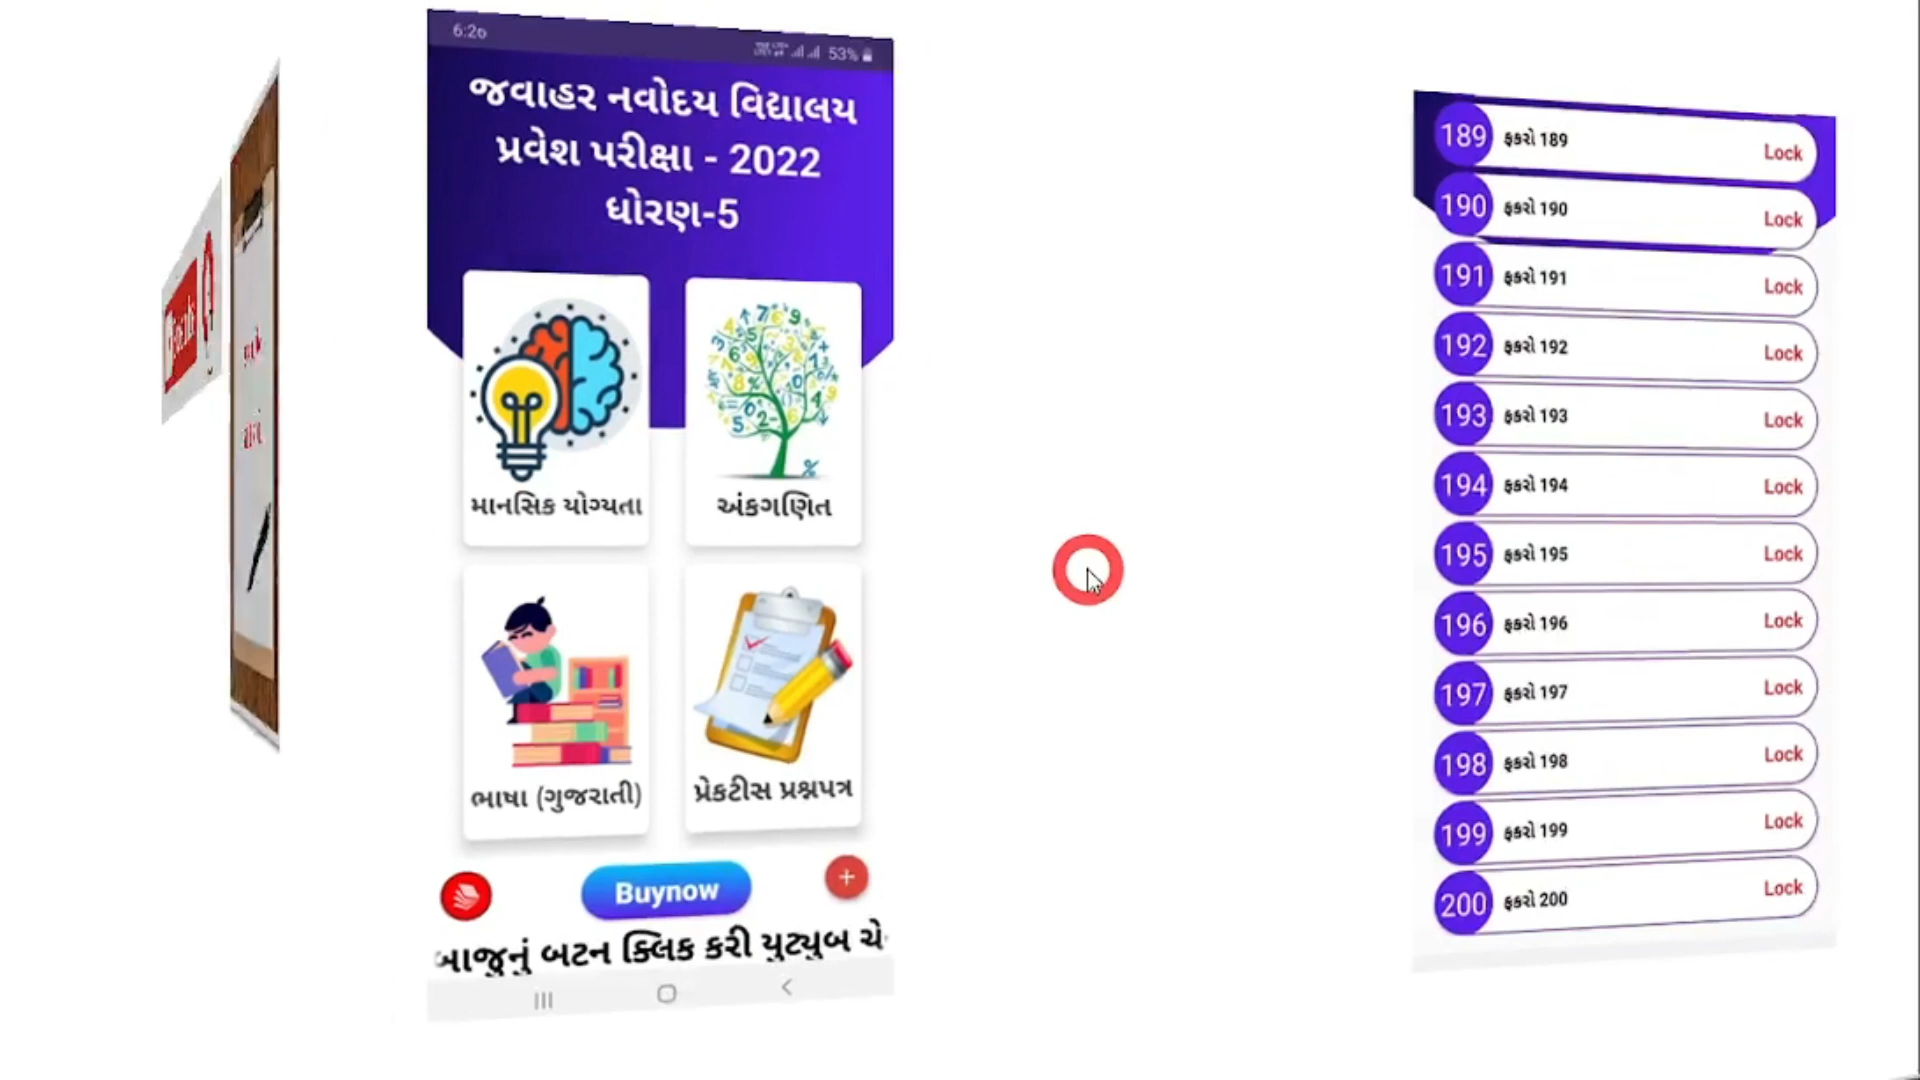 6:26
53%
જવાહર નવોદય વિદ્યાલય
પ્રવેશ પરીક્ષા - 2022
ધોરણ-5
માનસિક યોગ્યતા
અંકગણિત
ભાષા (ગુજરાતી)
પ્રેકટીસ પ્રશ્નપત્ર
Buynow
બાજુનું બટન ક્લિક કરી યુટ્યુબ ચે
189 ફકરો 189 Lock
190 ફકરો 190 Lock
191 ફકરો 191 Lock
192 ફકરો 192 Lock
193 ફકરો 193 Lock
194 ફકરો 194 Lock
195 ફકરો 195 Lock
196 ફકરો 196 Lock
197 ફકરો 197 Lock
198 ફકરો 198 Lock
199 ફકરો 199 Lock
200 ફકરો 200 Lock